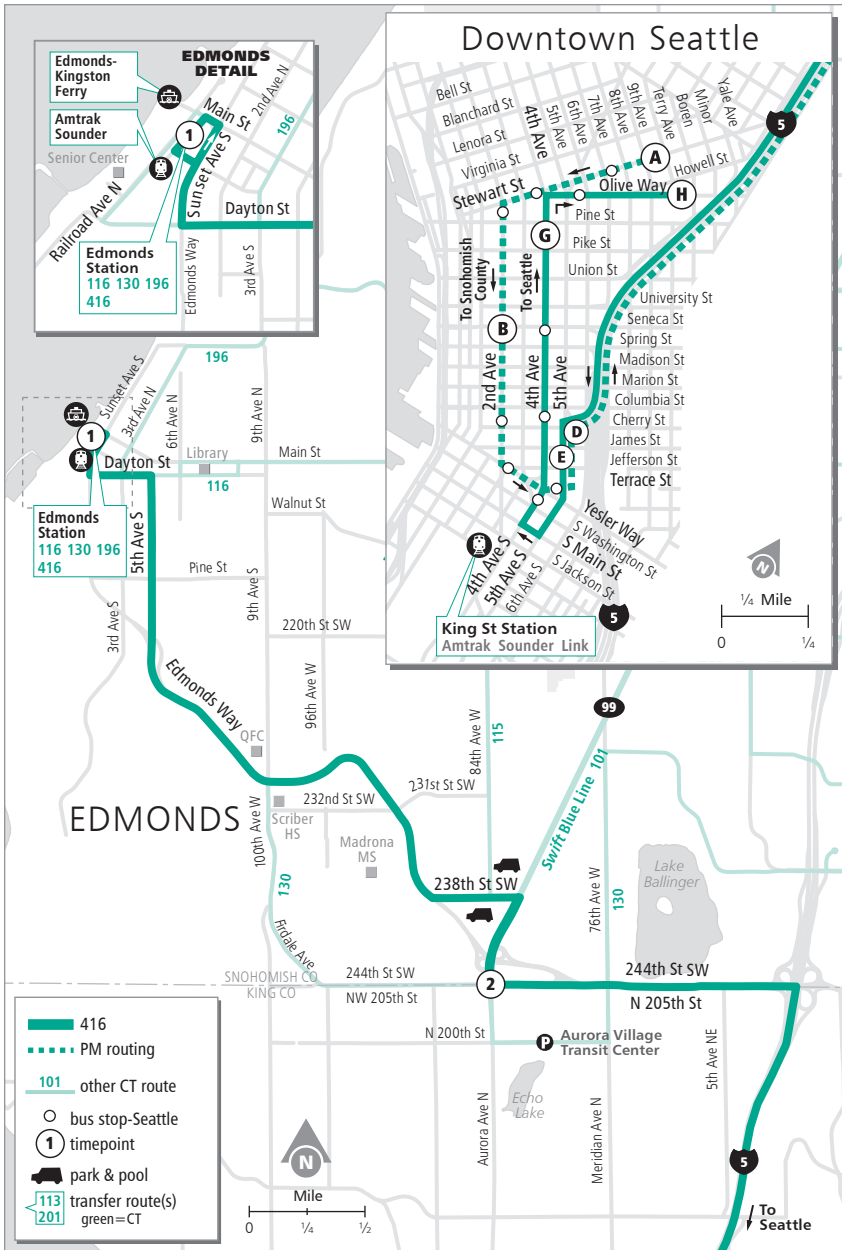 EDMONDS
DETAIL
Edmonds-
Kingston
Ferry
Amtrak
Sounder
Senior Center
Main St
2nd Ave N
196
1
Sunset Ave S
Railroad Ave N
Dayton St
Edmonds
Station
116 130 196
416
Edmonds Way
3rd Ave S
Downtown Seattle
Bell St
Blanchard St
Lenora St
Virginia St
Stewart St
4th Ave
5th Ave
6th Ave
7th Ave
8th Ave
9th Ave
Terry Ave
Boren
Minor
Yale Ave
5
A
Howell St
Olive Way
H
Pine St
G
Pike St
Union St
To Snohomish
County
To Seattle
University St
Seneca St
Spring St
Madison St
Marion St
Columbia St
Cherry St
James St
Jefferson St
Terrace St
B
2nd Ave
4th Ave
5th Ave
D
E
Yesler Way
S Washington St
S Main St
S Jackson St
4th Ave S
5th Ave S
6th Ave S
5
King St Station
Amtrak Sounder Link
N
¼ Mile
0
¼
196
Sunset Ave S
3rd Ave N
6th Ave N
9th Ave N
1
Library
Main St
Dayton St
116
Edmonds
Station
116 130 196
416
5th Ave S
Walnut St
Pine St
9th Ave S
3rd Ave S
220th St SW
96th Ave W
Edmonds Way
QFC
84th Ave W
115
99
Swift Blue Line 101
231st St SW
232nd St SW
EDMONDS
Scriber
HS
100th Ave W
Madrona
MS
130
238th St SW
76th Ave W
130
Lake
Ballinger
Firdale Ave
SNOHOMISH CO
KING CO
244th St SW
NW 205th St
2
244th St SW
N 205th St
N 200th St
P
Aurora Village
Transit Center
5th Ave NE
Echo
Lake
Aurora Ave N
Meridian Ave N
5
To
Seattle
416
PM routing
101
other CT route
bus stop-Seattle
1
timepoint
park & pool
113
201
transfer route(s)
green=CT
N
Mile
0
¼
½